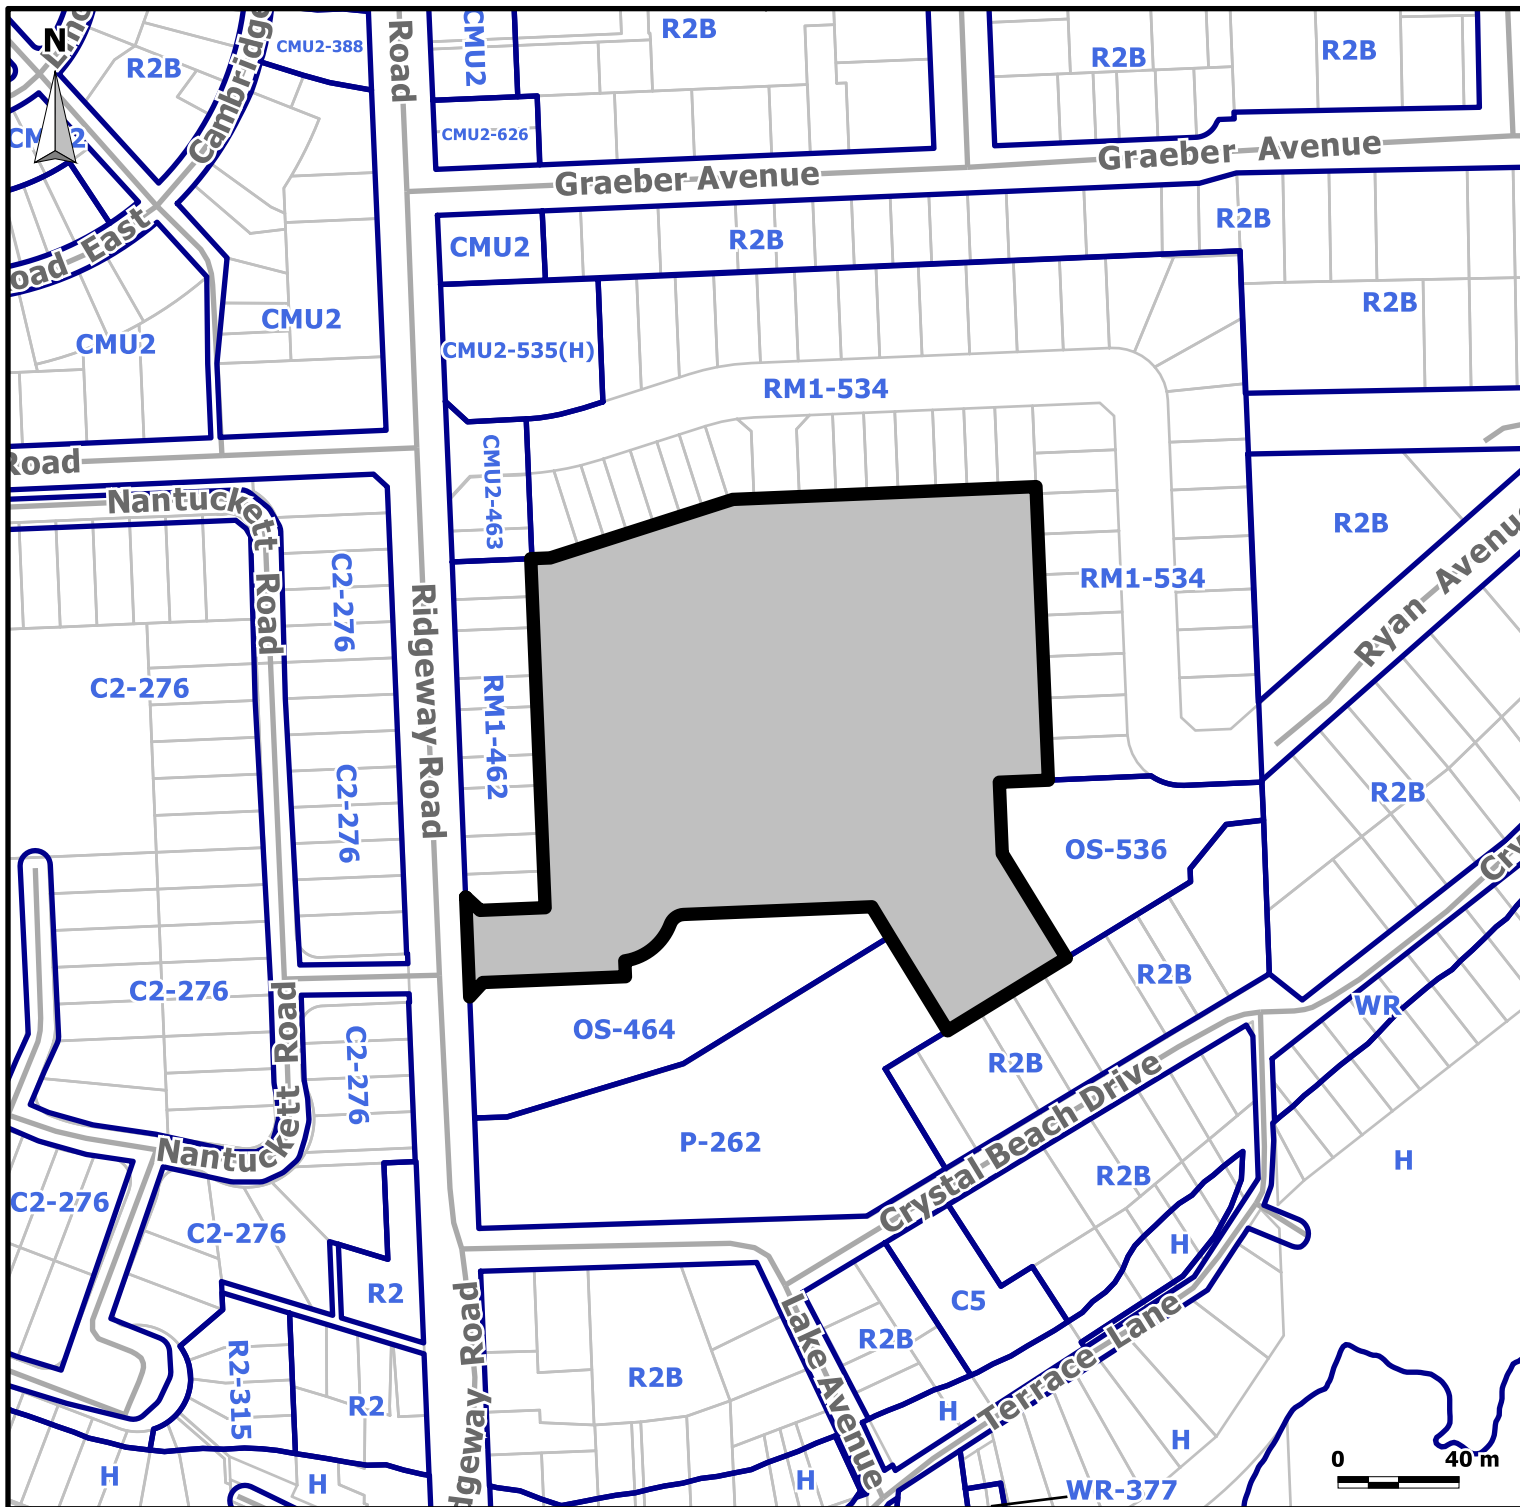 N
R2B
Cambridge
CMU2-388
Road
CMU2
R2B
R2B
R2B
CMU2-626
Graeber Avenue
Graeber Avenue
CMU2
R2B
R2B
Road East
CMU2
CMU2
CMU2-535(H)
R2B
RM1-534
Road
Nantuckett Road
CMU2-463
C2-276
R2B
Ryan Avenue
RM1-534
Ridgeway Road
RM1-462
C2-276
C2-276
R2B
OS-536
C2-276
R2B
WR
OS-464
R2B
C2-276
Nantuckett Road
P-262
Crystal Beach Drive
R2B
H
C2-276
C2-276
H
R2
C5
Ridgeway Road
Lake Avenue
R2B
Terrace Lane
R2-315
R2
R2B
H
H
H
H
H
WR-377
0 40 m